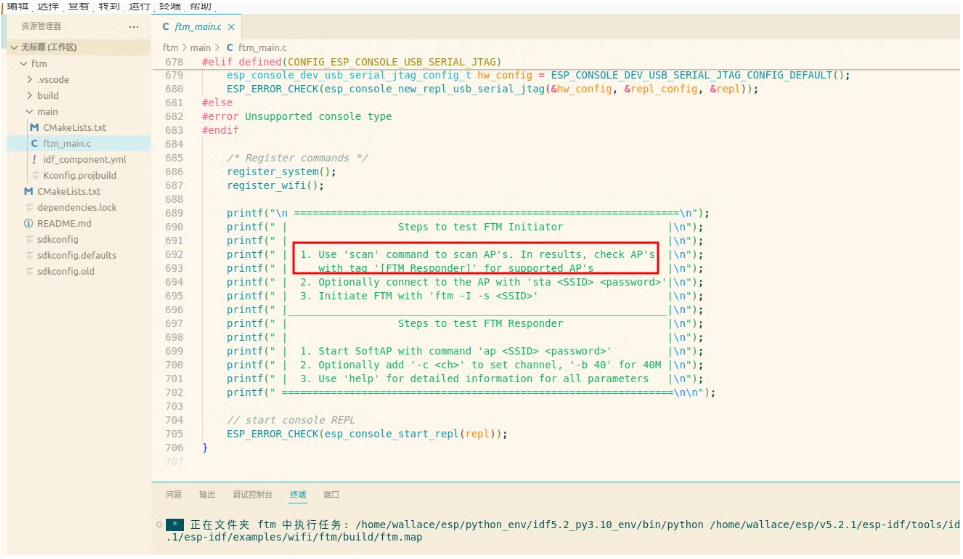 编辑 选择 查看 转到 运行 终端 帮助
资源管理器 ···
无标题 (工作区)
ftm
.vscode
build
main
M CMakeLists.txt
C ftm_main.c
! idf_component.yml
Kconfig.projbuild
M CMakeLists.txt
dependencies.lock
README.md
sdkconfig
sdkconfig.defaults
sdkconfig.old
C ftm_main.c ×
ftm > main > C ftm_main.c
678 #elif defined(CONFIG_ESP_CONSOLE_USB_SERIAL_JTAG)
679 esp_console_dev_usb_serial_jtag_config_t hw_config = ESP_CONSOLE_DEV_USB_SERIAL_JTAG_CONFIG_DEFAULT();
680 ESP_ERROR_CHECK(esp_console_new_repl_usb_serial_jtag(&hw_config, &repl_config, &repl));
681 #else
682 #error Unsupported console type
683 #endif
684
685 /* Register commands */
686 register_system();
687 register_wifi();
688
689 printf("\n ==============================================================\n");
690 printf(" | Steps to test FTM Initiator |\n");
691 printf(" | |\n");
692 printf(" | 1. Use 'scan' command to scan AP's. In results, check AP's |\n");
693 printf(" | with tag '[FTM Responder]' for supported AP's |\n");
694 printf(" | 2. Optionally connect to the AP with 'sta <SSID> <password>'|\n");
695 printf(" | 3. Initiate FTM with 'ftm -I -s <SSID>' |\n");
696 printf(" |______________________________________________________________|\n");
697 printf(" | Steps to test FTM Responder |\n");
698 printf(" | |\n");
699 printf(" | 1. Start SoftAP with command 'ap <SSID> <password>' |\n");
700 printf(" | 2. Optionally add '-c <ch>' to set channel, '-b 40' for 40M |\n");
701 printf(" | 3. Use 'help' for detailed information for all parameters |\n");
702 printf(" ===============================================================\n\n");
703
704 // start console REPL
705 ESP_ERROR_CHECK(esp_console_start_repl(repl));
706 }
707
问题 输出 调试控制台 终端 端口
* 正在文件夹 ftm 中执行任务: /home/wallace/esp/python_env/idf5.2_py3.10_env/bin/python /home/wallace/esp/v5.2.1/esp-idf/tools/id
.1/esp-idf/examples/wifi/ftm/build/ftm.map